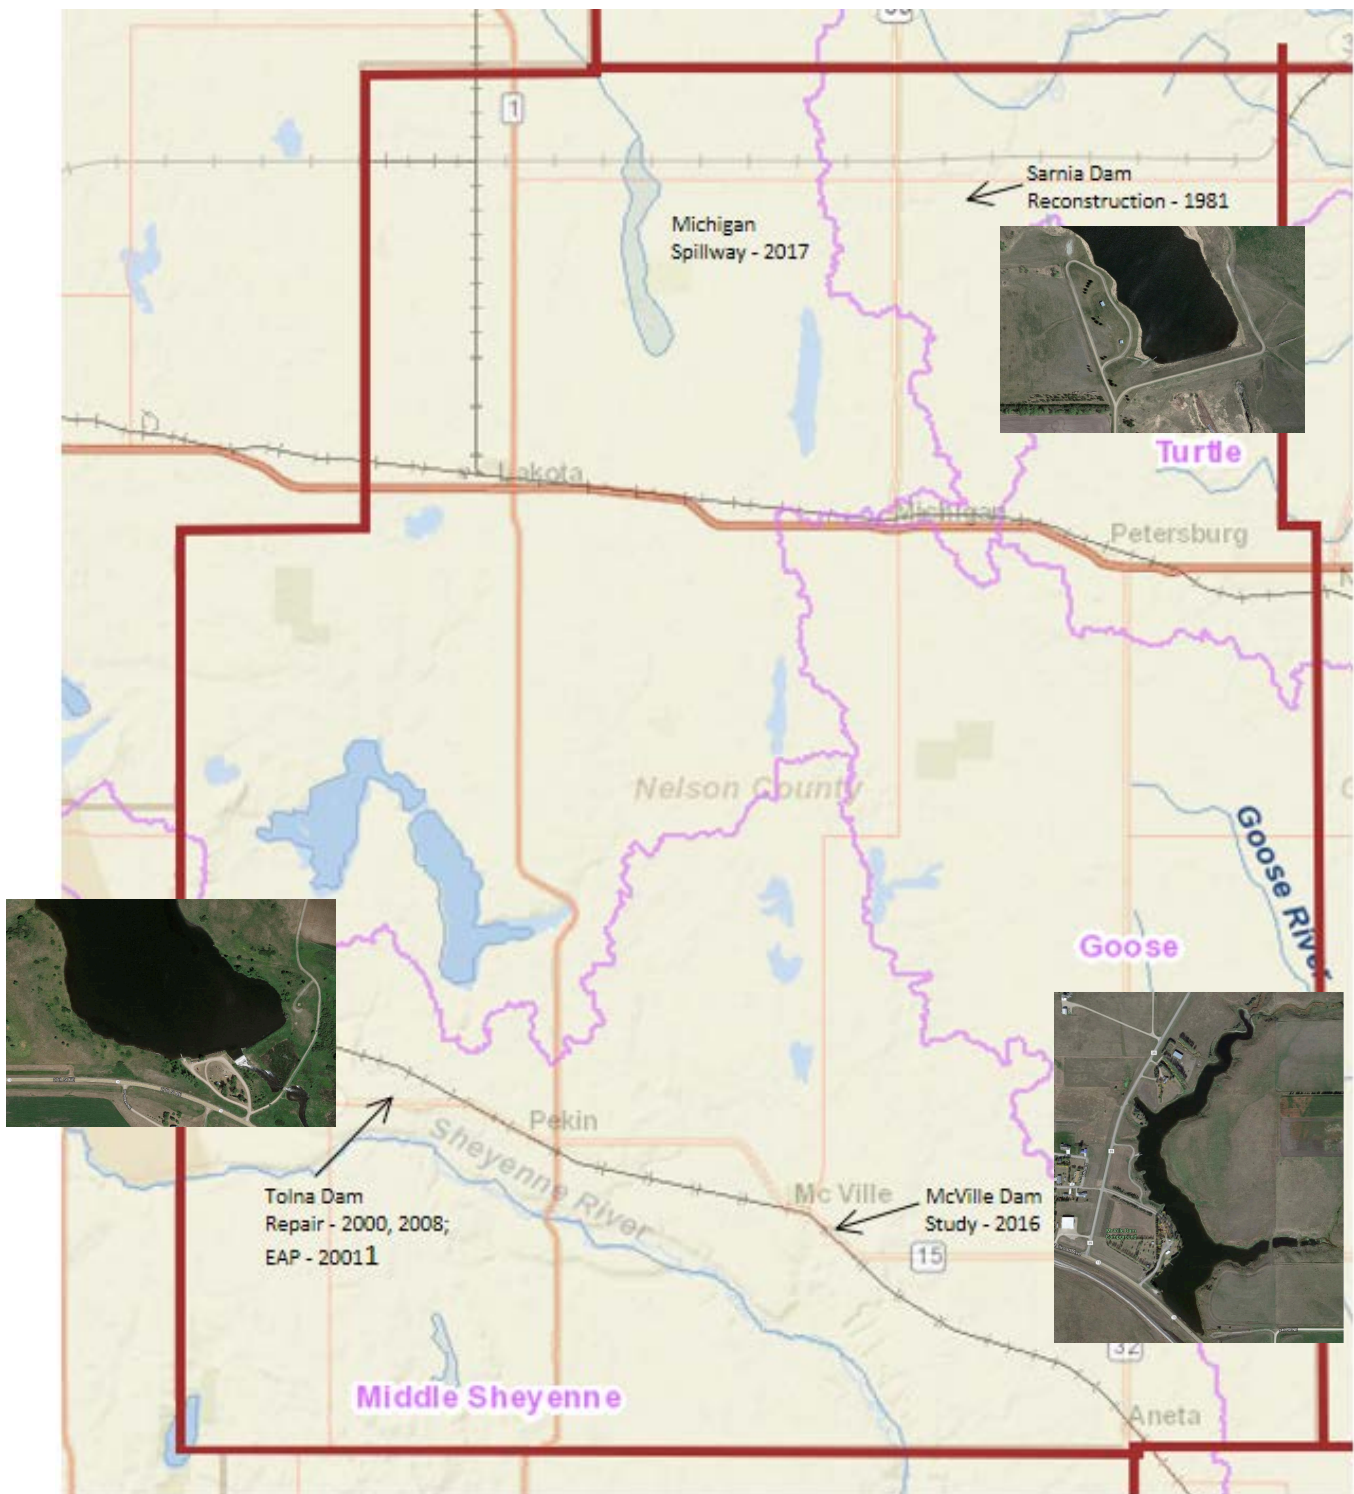 1
Sarnia Dam
Reconstruction - 1981
Michigan
Spillway - 2017
Turtle
Lakota
Michigan
Petersburg
Nelson County
Goose River
Goose
Pekin
Sheyenne River
Tolna Dam
Repair - 2000, 2008;
EAP - 20011
Mc Ville
McVille Dam
Study - 2016
15
32
Middle Sheyenne
Aneta